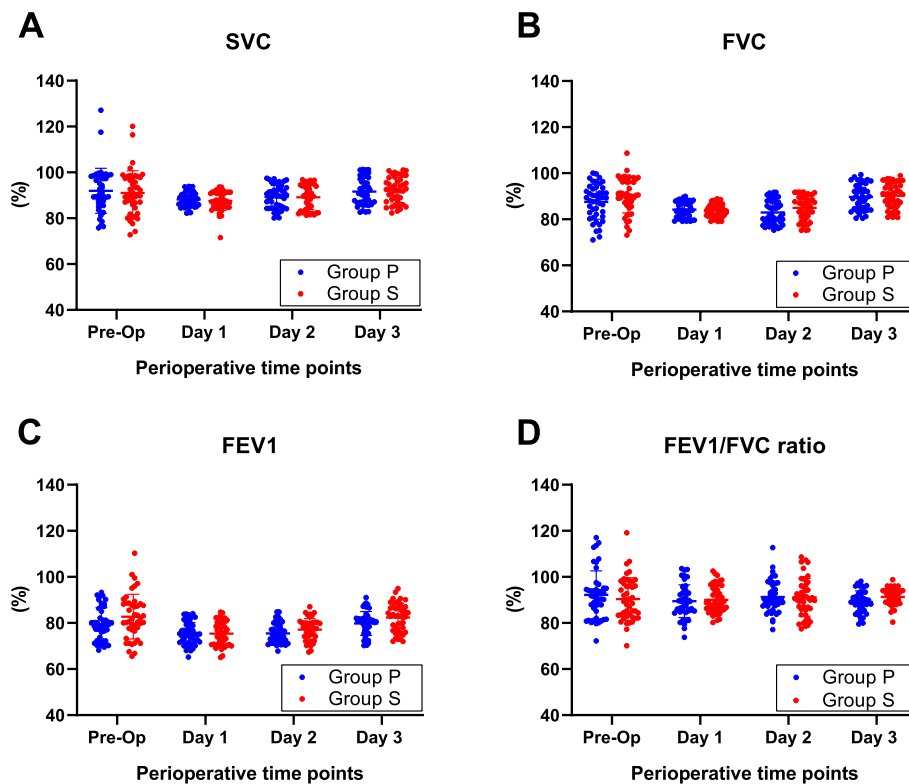 A
SVC
140
120
100
80
60
40
(%)
Group P
Group S
Pre-Op Day 1 Day 2 Day 3
Perioperative time points
B
FVC
140
120
100
80
60
40
(%)
Group P
Group S
Pre-Op Day 1 Day 2 Day 3
Perioperative time points
C
FEV1
140
120
100
80
60
40
(%)
Group P
Group S
Pre-Op Day 1 Day 2 Day 3
Perioperative time points
D
FEV1/FVC ratio
140
120
100
80
60
40
(%)
Group P
Group S
Pre-Op Day 1 Day 2 Day 3
Perioperative time points